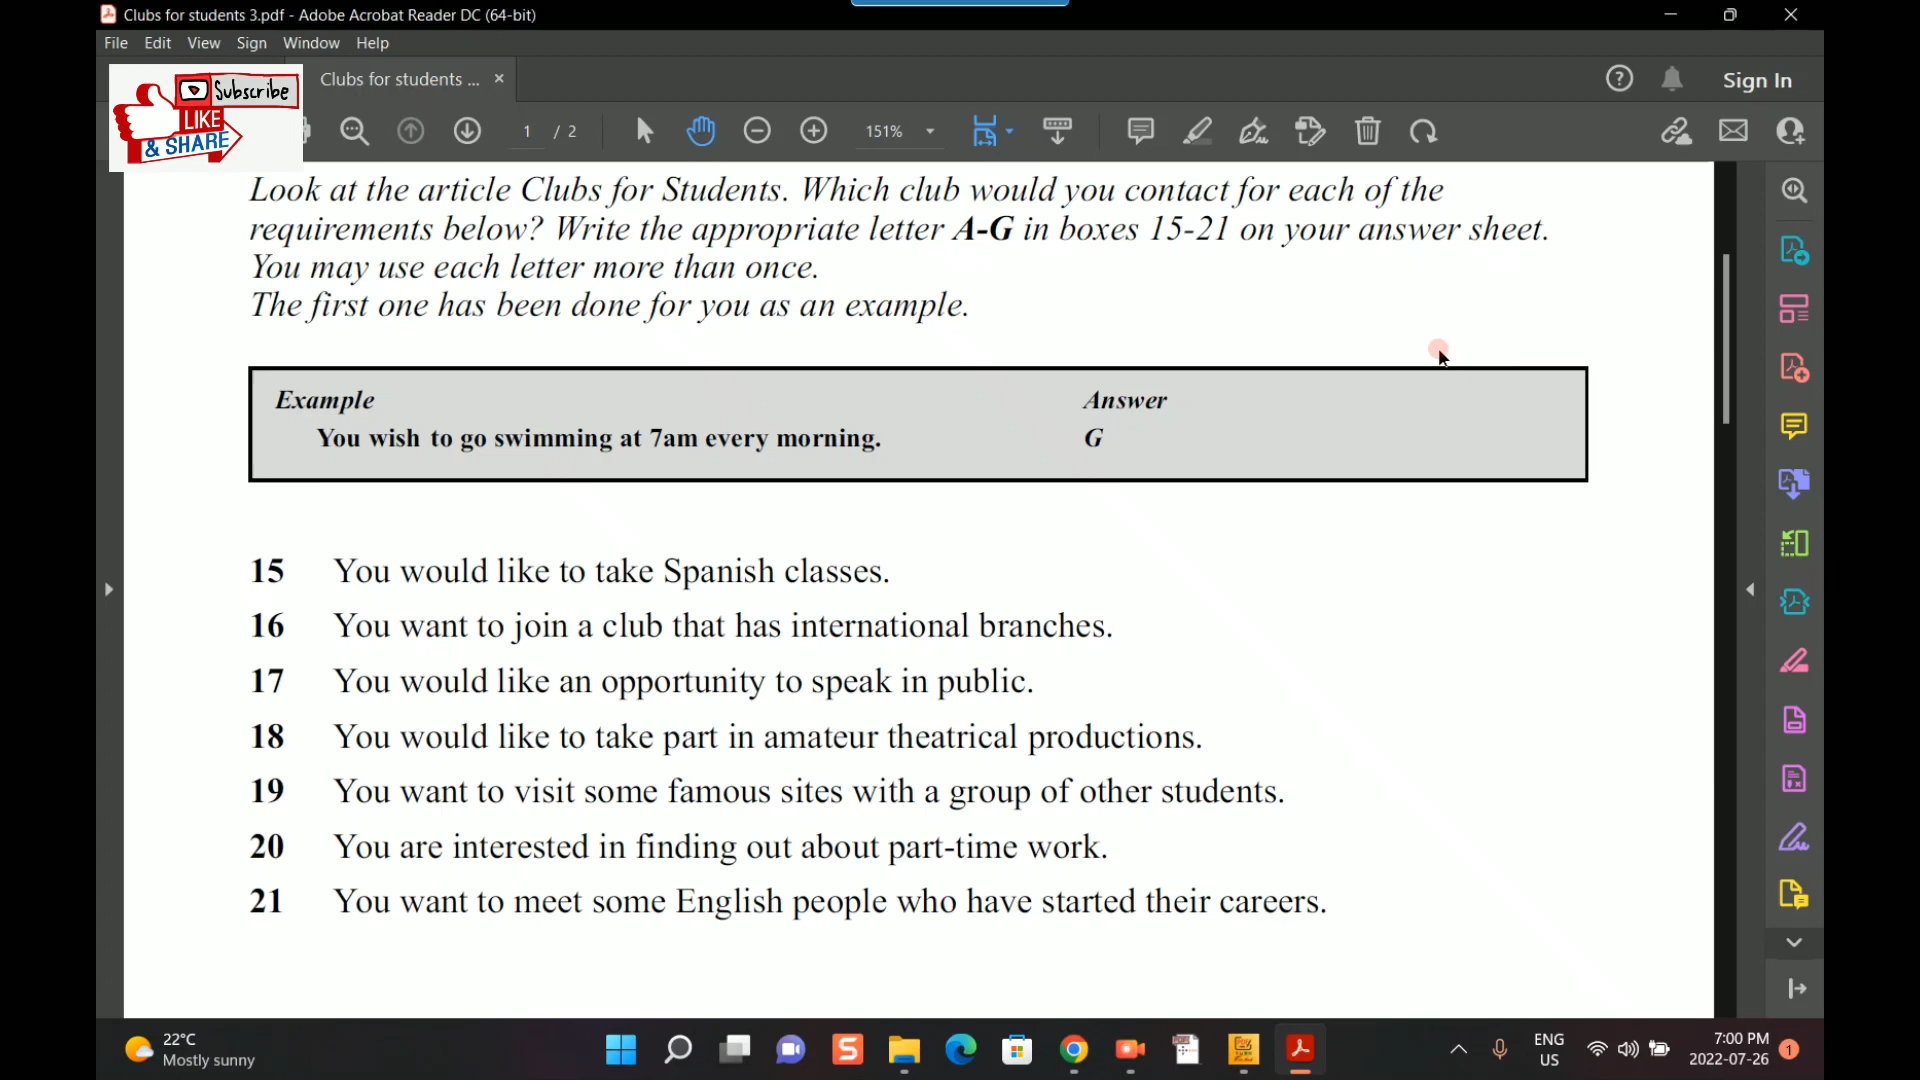 Clubs for students 3.pdf - Adobe Acrobat Reader DC (64-bit)
File Edit View Sign Window Help
Subscribe
LIKE
& SHARE
Clubs for students ...
Sign In
1 / 2
151%
Look at the article Clubs for Students. Which club would you contact for each of the
requirements below? Write the appropriate letter A-G in boxes 15-21 on your answer sheet.
You may use each letter more than once.
The first one has been done for you as an example.
Example Answer
You wish to go swimming at 7am every morning. G
15 You would like to take Spanish classes.
16 You want to join a club that has international branches.
17 You would like an opportunity to speak in public.
18 You would like to take part in amateur theatrical productions.
19 You want to visit some famous sites with a group of other students.
20 You are interested in finding out about part-time work.
21 You want to meet some English people who have started their careers.
22°C
Mostly sunny
ENG
US
7:00 PM
2022-07-26
1